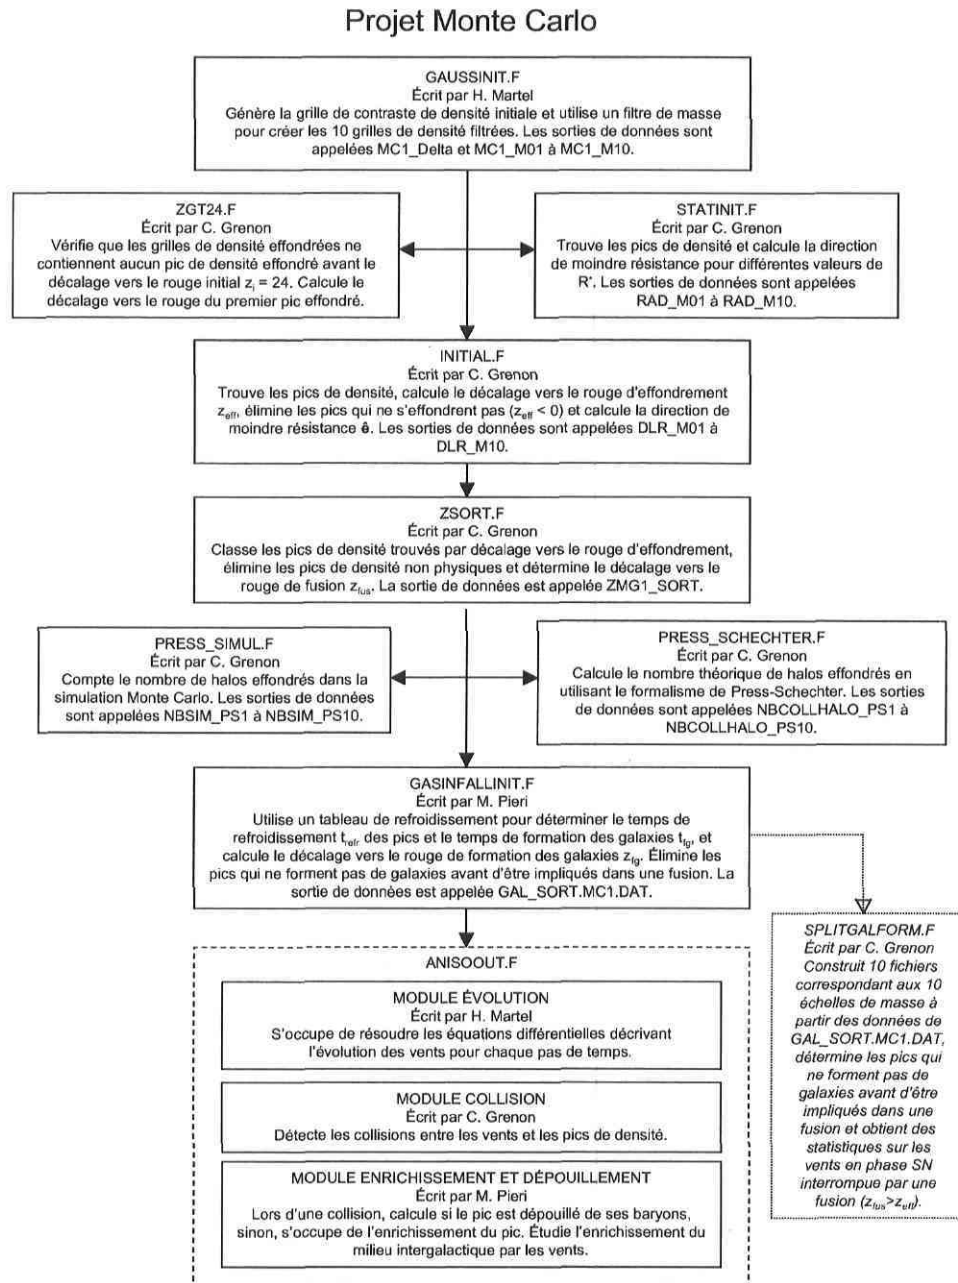 Projet Monte Carlo
GAUSSINIT.F
Écrit par H. Martel
Génère la grille de contraste de densité initiale et utilise un filtre de masse
pour créer les 10 grilles de densité filtrées. Les sorties de données sont
appelées MC1_Delta et MC1_M01 à MC1_M10.
ZGT24.F
Écrit par C. Grenon
Vérifie que les grilles de densité effondrées ne
contiennent aucun pic de densité effondré avant le
décalage vers le rouge initial zi = 24. Calcule le
décalage vers le rouge du premier pic effondré.
STATINIT.F
Écrit par C. Grenon
Trouve les pics de densité et calcule la direction
de moindre résistance pour différentes valeurs de
R*. Les sorties de données sont appelées
RAD_M01 à RAD_M10.
INITIAL.F
Écrit par C. Grenon
Trouve les pics de densité, calcule le décalage vers le rouge d'effondrement
zeff, élimine les pics qui ne s'effondrent pas (zeff < 0) et calcule la direction de
moindre résistance ê. Les sorties de données sont appelées DLR_M01 à
DLR_M10.
ZSORT.F
Écrit par C. Grenon
Classe les pics de densité trouvés par décalage vers le rouge d'effondrement,
élimine les pics de densité non physiques et détermine le décalage vers le
rouge de fusion zfus. La sortie de données est appelée ZMG1_SORT.
PRESS_SIMUL.F
Écrit par C. Grenon
Compte le nombre de halos effondrés dans la
simulation Monte Carlo. Les sorties de données
sont appelées NBSIM_PS1 à NBSIM_PS10.
PRESS_SCHECHTER.F
Écrit par C. Grenon
Calcule le nombre théorique de halos effondrés en
utilisant le formalisme de Press-Schechter. Les sorties
de données sont appelées NBCOLLHALO_PS1 à
NBCOLLHALO_PS10.
GASINFALLINIT.F
Écrit par M. Pieri
Utilise un tableau de refroidissement pour déterminer le temps de
refroidissement trefr des pics et le temps de formation des galaxies tfg, et
calcule le décalage vers le rouge de formation des galaxies zfg. Élimine les
pics qui ne forment pas de galaxies avant d'être impliqués dans une fusion. La
sortie de données est appelée GAL_SORT.MC1.DAT.
SPLITGALFORM.F
Écrit par C. Grenon
Construit 10 fichiers
correspondant aux 10
échelles de masse à
partir des données de
GAL_SORT.MC1.DAT,
détermine les pics qui
ne forment pas de
galaxies avant d'être
impliqués dans une
fusion et obtient des
statistiques sur les
vents en phase SN
interrompue par une
fusion (zfus>zeff).
ANISOOUT.F
MODULE ÉVOLUTION
Écrit par H. Martel
S'occupe de résoudre les équations différentielles décrivant
l'évolution des vents pour chaque pas de temps.
MODULE COLLISION
Écrit par C. Grenon
Détecte les collisions entre les vents et les pics de densité.
MODULE ENRICHISSEMENT ET DÉPOUILLEMENT
Écrit par M. Pieri
Lors d'une collision, calcule si le pic est dépouillé de ses baryons,
sinon, s'occupe de l'enrichissement du pic. Étudie l'enrichissement du
milieu intergalactique par les vents.